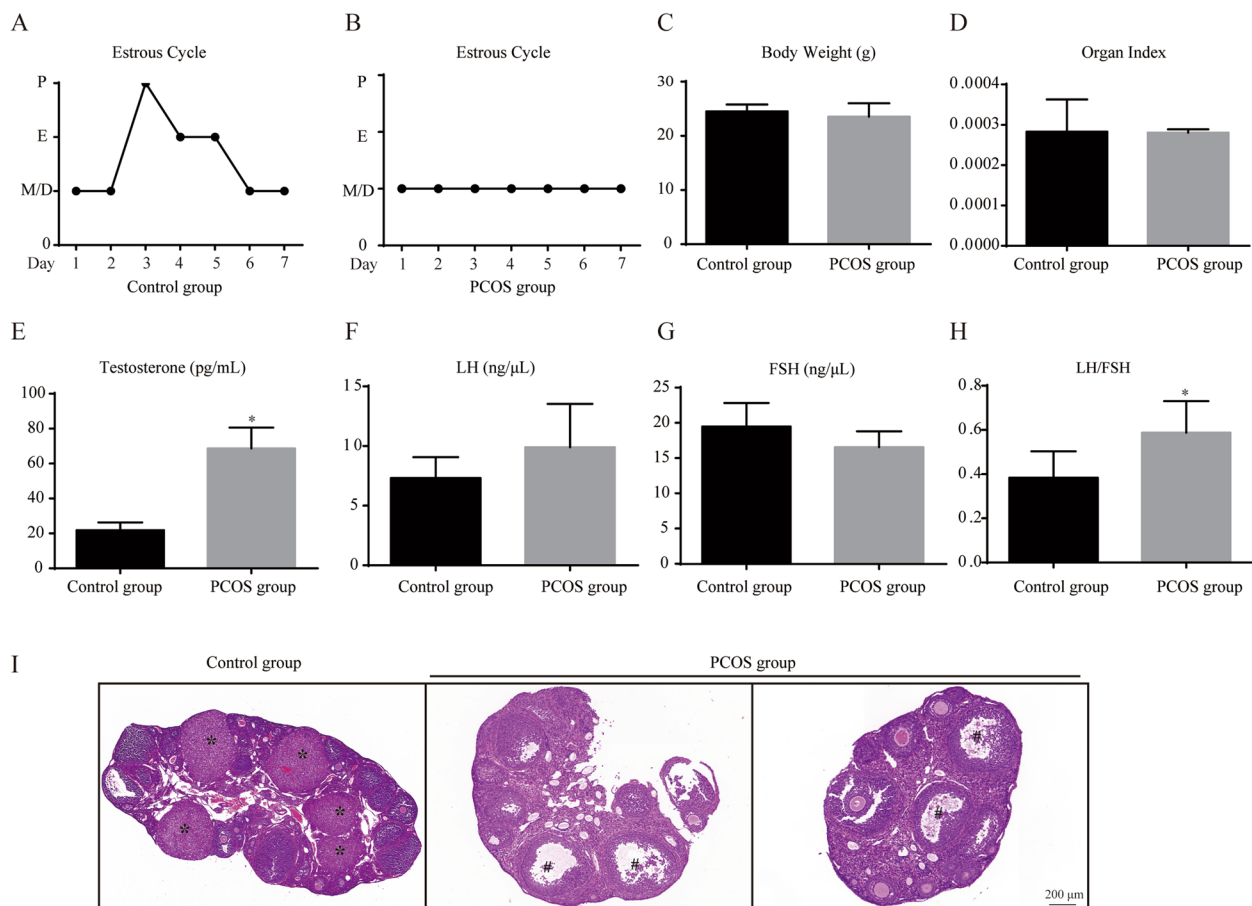 A
Estrous Cycle
P
E
M/D
0
Day 1 2 3 4 5 6 7
Control group
B
Estrous Cycle
P
E
M/D
0
Day 1 2 3 4 5 6 7
PCOS group
C
Body Weight (g)
30
20
10
0
Control group PCOS group
D
Organ Index
0.0004
0.0003
0.0002
0.0001
0.0000
Control group PCOS group
E
Testosterone (pg/mL)
100
80
60
40
20
0
*
Control group PCOS group
F
LH (ng/μL)
15
10
5
0
Control group PCOS group
G
FSH (ng/μL)
25
20
15
10
5
0
Control group PCOS group
H
LH/FSH
0.8
0.6
0.4
0.2
0.0
*
Control group PCOS group
I
Control group PCOS group
* *
* *
*
# #
#
#
200 μm